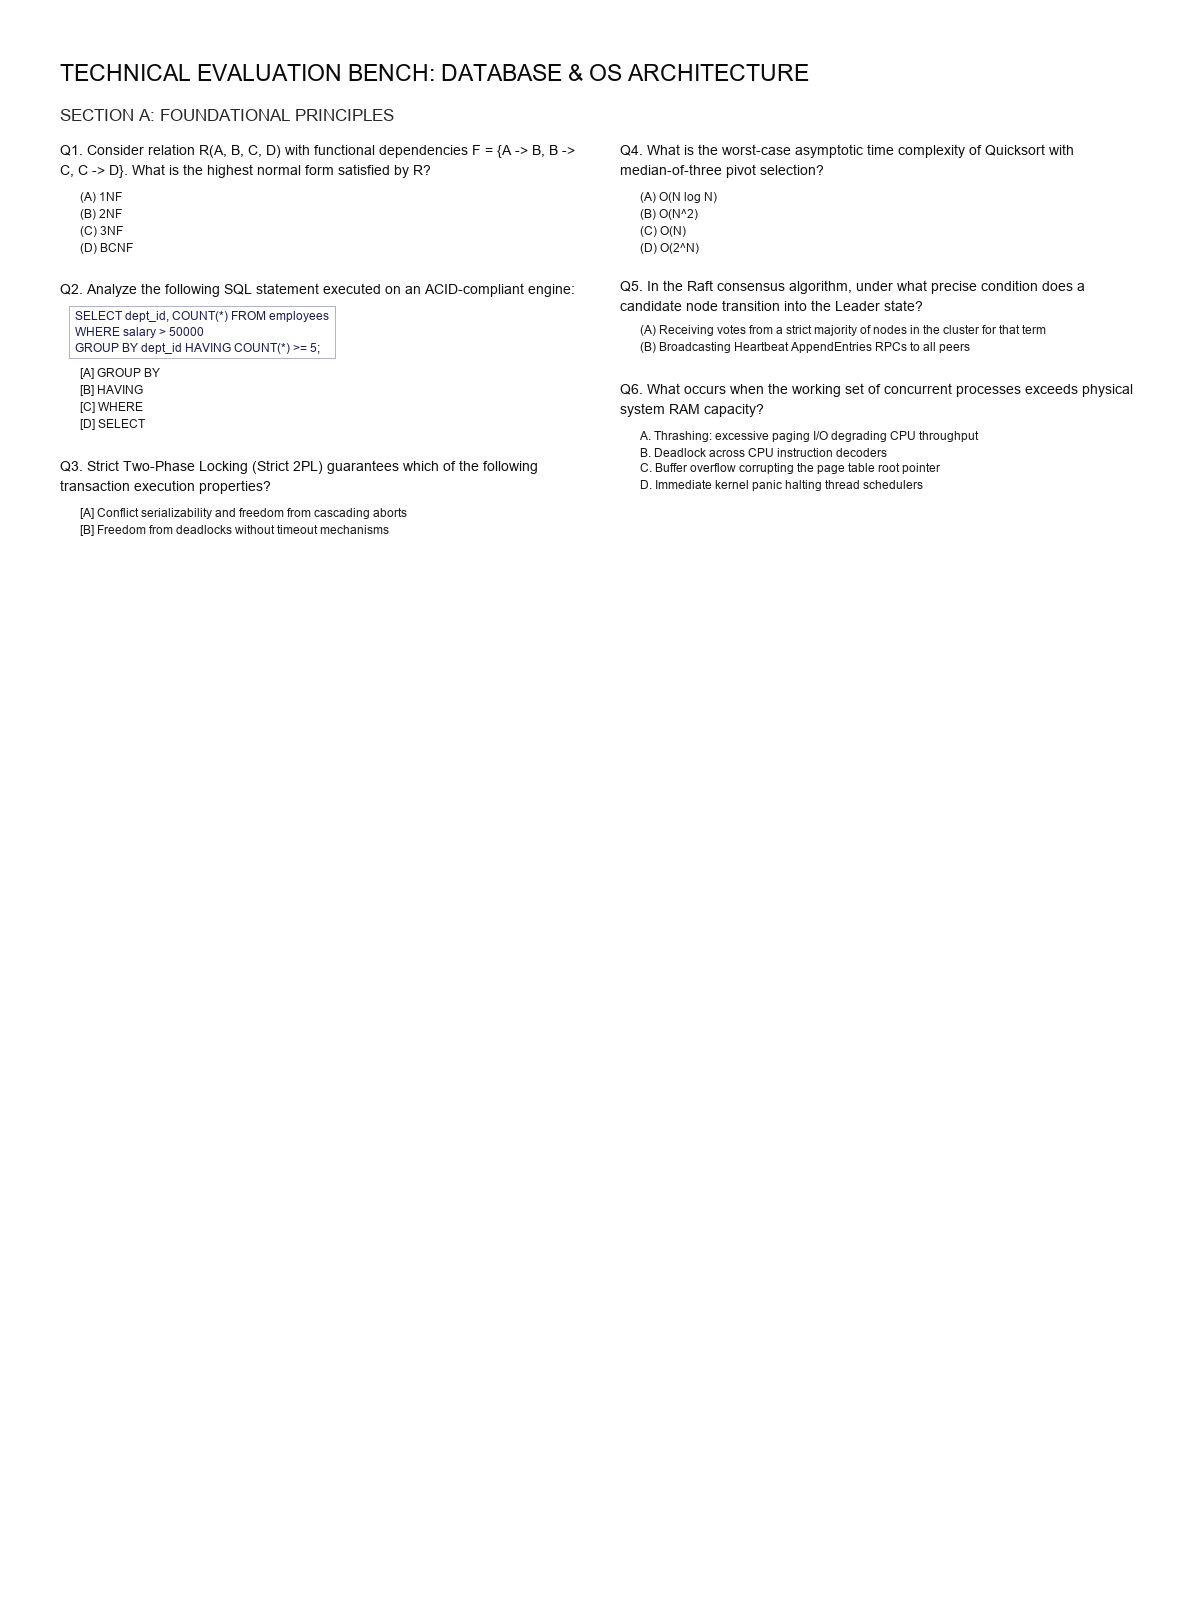 TECHNICAL EVALUATION BENCH: DATABASE & OS ARCHITECTURE
SECTION A: FOUNDATIONAL PRINCIPLES
Q1. Consider relation R(A, B, C, D) with functional dependencies F = {A -> B, B ->
C, C -> D}. What is the highest normal form satisfied by R?
(A) 1NF
(B) 2NF
(C) 3NF
(D) BCNF
Q2. Analyze the following SQL statement executed on an ACID-compliant engine:
SELECT dept_id, COUNT(*) FROM employees
WHERE salary > 50000
GROUP BY dept_id HAVING COUNT(*) >= 5;
[A] GROUP BY
[B] HAVING
[C] WHERE
[D] SELECT
Q3. Strict Two-Phase Locking (Strict 2PL) guarantees which of the following
transaction execution properties?
[A] Conflict serializability and freedom from cascading aborts
[B] Freedom from deadlocks without timeout mechanisms
Q4. What is the worst-case asymptotic time complexity of Quicksort with
median-of-three pivot selection?
(A) O(N log N)
(B) O(N^2)
(C) O(N)
(D) O(2^N)
Q5. In the Raft consensus algorithm, under what precise condition does a
candidate node transition into the Leader state?
(A) Receiving votes from a strict majority of nodes in the cluster for that term
(B) Broadcasting Heartbeat AppendEntries RPCs to all peers
Q6. What occurs when the working set of concurrent processes exceeds physical
system RAM capacity?
A. Thrashing: excessive paging I/O degrading CPU throughput
B. Deadlock across CPU instruction decoders
C. Buffer overflow corrupting the page table root pointer
D. Immediate kernel panic halting thread schedulers